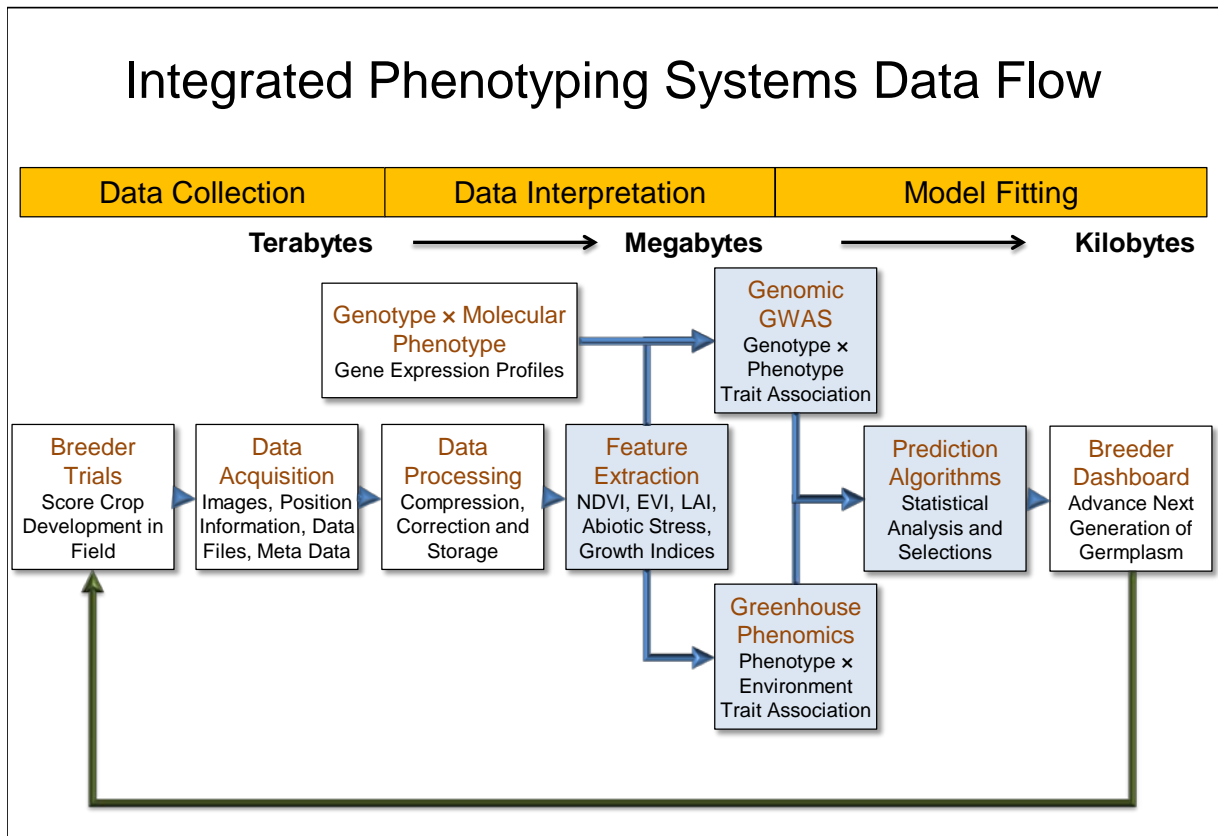 Integrated Phenotyping Systems Data Flow
Data Collection
Data Interpretation
Model Fitting
Terabytes
Megabytes
Kilobytes
Genotype × Molecular
Phenotype
Gene Expression Profiles
Genomic
GWAS
Genotype ×
Phenotype
Trait Association
Breeder
Trials
Score Crop
Development in
Field
Data
Acquisition
Images, Position
Information, Data
Files, Meta Data
Data
Processing
Compression,
Correction and
Storage
Feature
Extraction
NDVI, EVI, LAI,
Abiotic Stress,
Growth Indices
Prediction
Algorithms
Statistical
Analysis and
Selections
Breeder
Dashboard
Advance Next
Generation of
Germplasm
Greenhouse
Phenomics
Phenotype ×
Environment
Trait Association